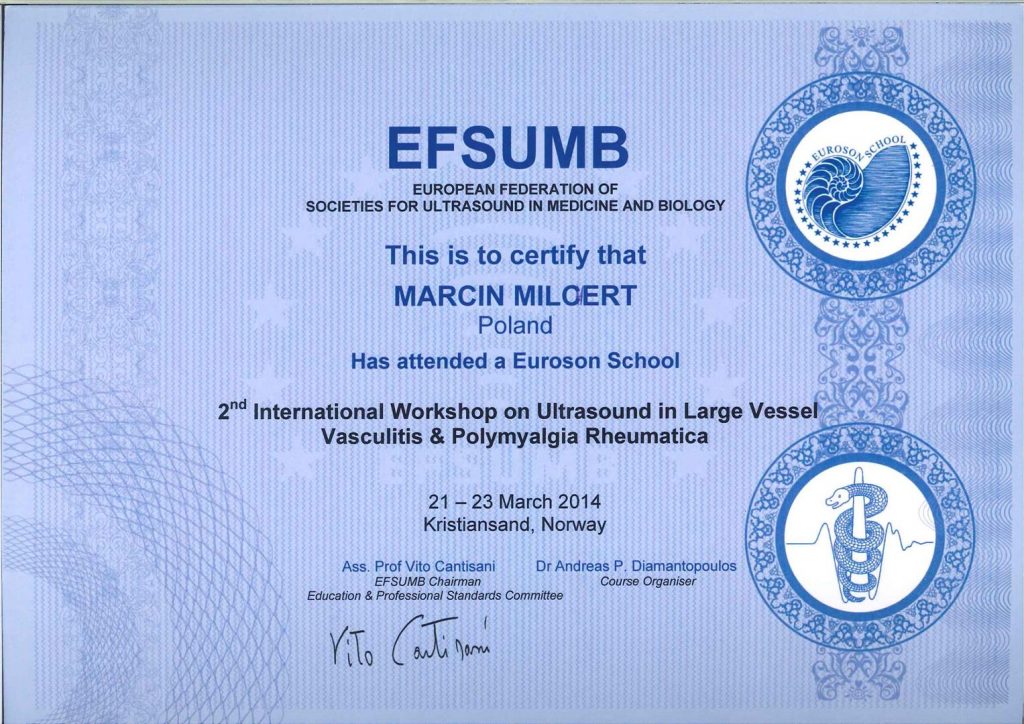 EUROSON SCHOOL
EFSUMB
EUROPEAN FEDERATION OF
SOCIETIES FOR ULTRASOUND IN MEDICINE AND BIOLOGY
This is to certify that
MARCIN MILCERT
Poland
Has attended a Euroson School
2nd International Workshop on Ultrasound in Large Vessel
Vasculitis & Polymyalgia Rheumatica
EFSUMB
21 – 23 March 2014
Kristiansand, Norway
Ass. Prof Vito Cantisani
EFSUMB Chairman
Education & Professional Standards Committee
Dr Andreas P. Diamantopoulos
Course Organiser
Vito Cantisani